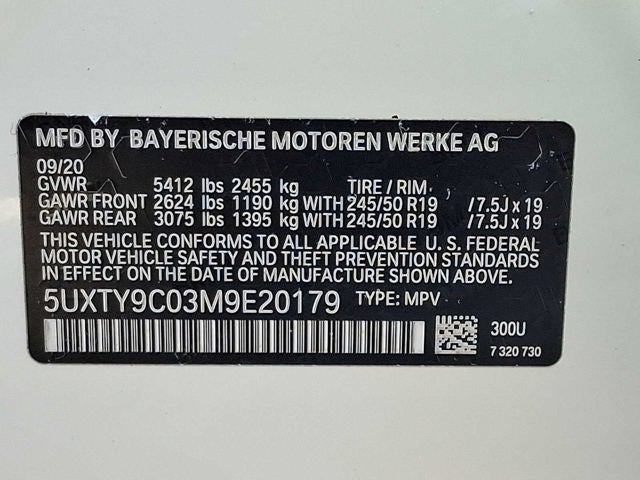 MFD BY BAYERISCHE MOTOREN WERKE AG
09/20
GVWR 5412 lbs 2455 kg TIRE / RIM
GAWR FRONT 2624 lbs 1190 kg WITH 245/50 R19 /7.5J x 19
GAWR REAR 3075 lbs 1395 kg WITH 245/50 R19 /7.5J x 19
THIS VEHICLE CONFORMS TO ALL APPLICABLE U. S. FEDERAL
MOTOR VEHICLE SAFETY AND THEFT PREVENTION STANDARDS
IN EFFECT ON THE DATE OF MANUFACTURE SHOWN ABOVE.
5UXTY9C03M9E20179 TYPE: MPV
300U
7 320 730